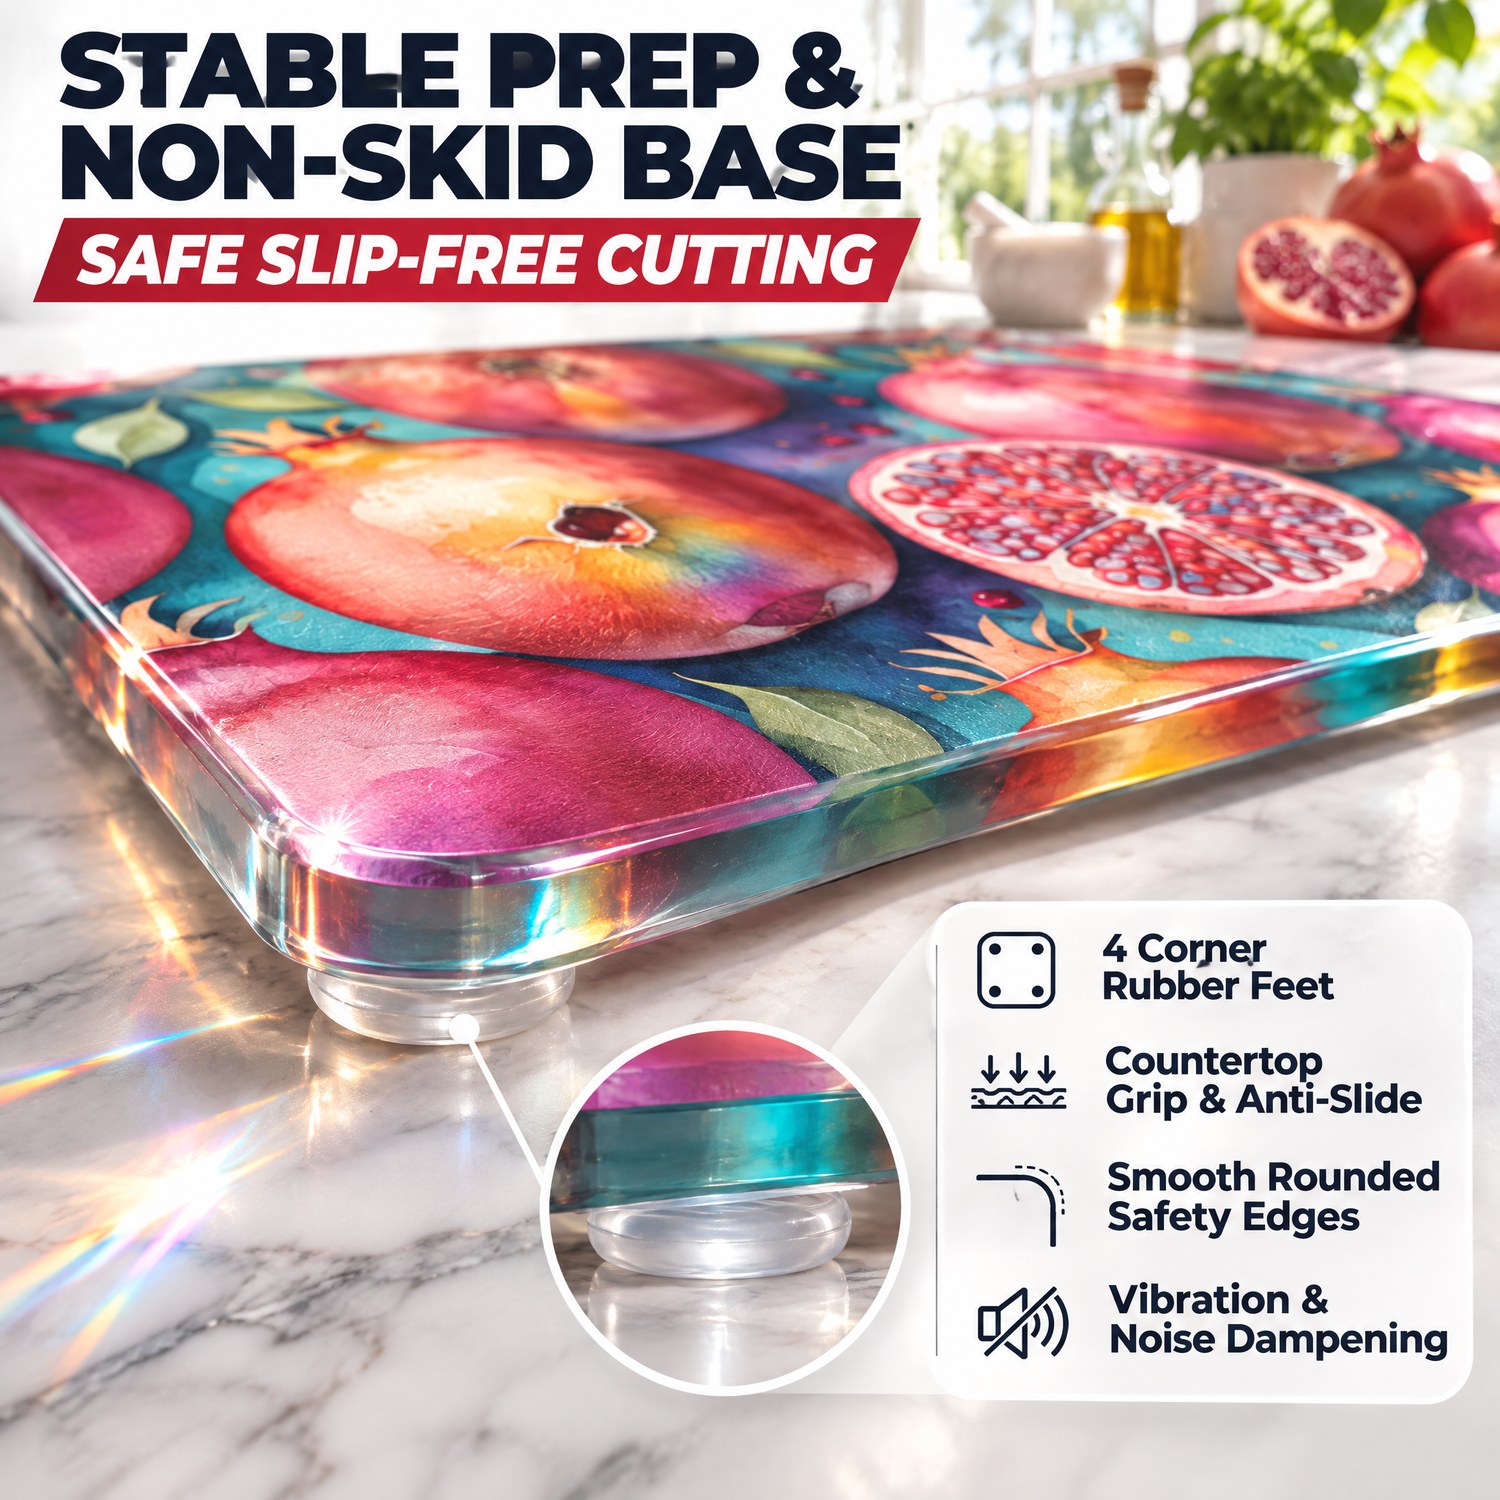 STABLE PREP &
NON-SKID BASE
SAFE SLIP-FREE CUTTING
4 Corner
Rubber Feet
Countertop
Grip & Anti-Slide
Smooth Rounded
Safety Edges
Vibration &
Noise Dampening